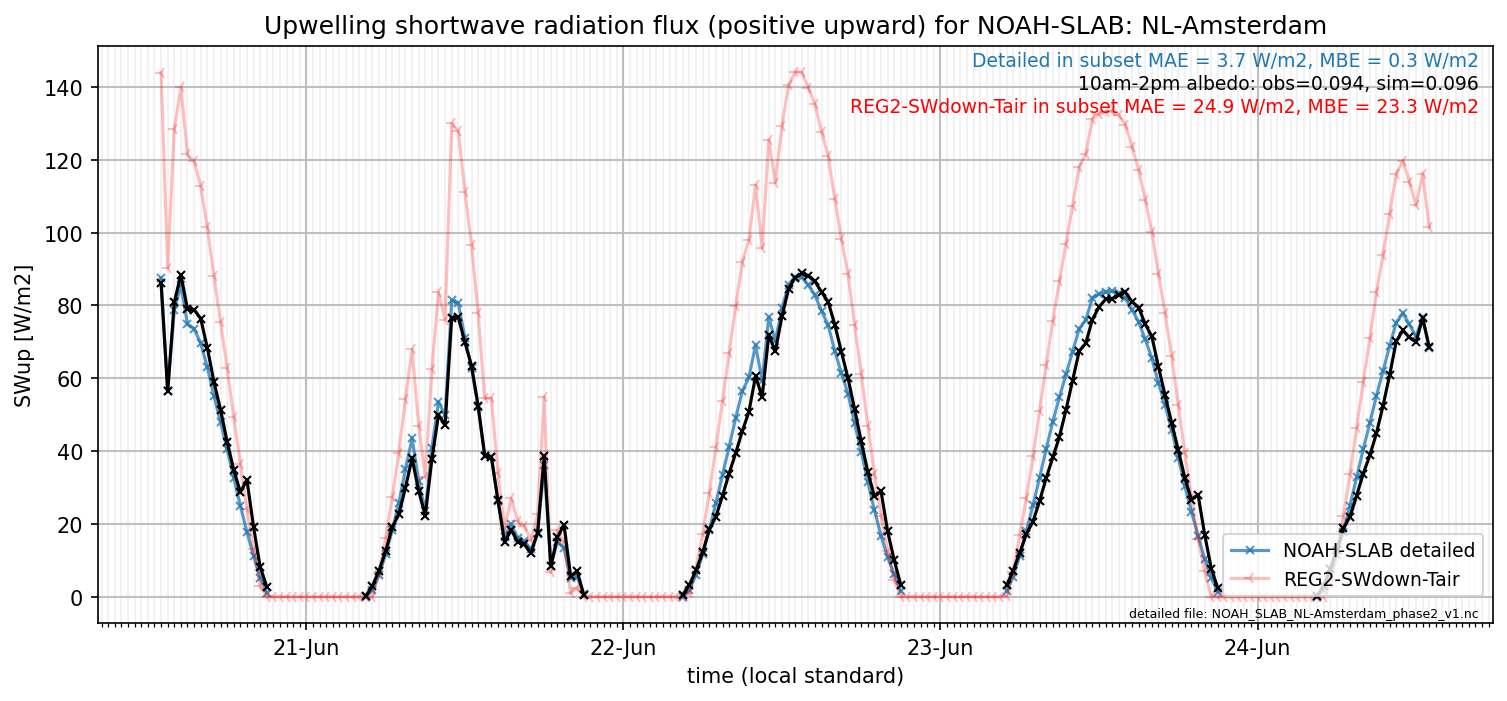 Upwelling shortwave radiation flux (positive upward) for NOAH-SLAB: NL-Amsterdam
Detailed in subset MAE = 3.7 W/m2, MBE = 0.3 W/m2
10am-2pm albedo: obs=0.094, sim=0.096
REG2-SWdown-Tair in subset MAE = 24.9 W/m2, MBE = 23.3 W/m2
SWup [W/m2]
140
120
100
80
60
40
20
0
NOAH-SLAB detailed
REG2-SWdown-Tair
detailed file: NOAH_SLAB_NL-Amsterdam_phase2_v1.nc
21-Jun
22-Jun
23-Jun
24-Jun
time (local standard)